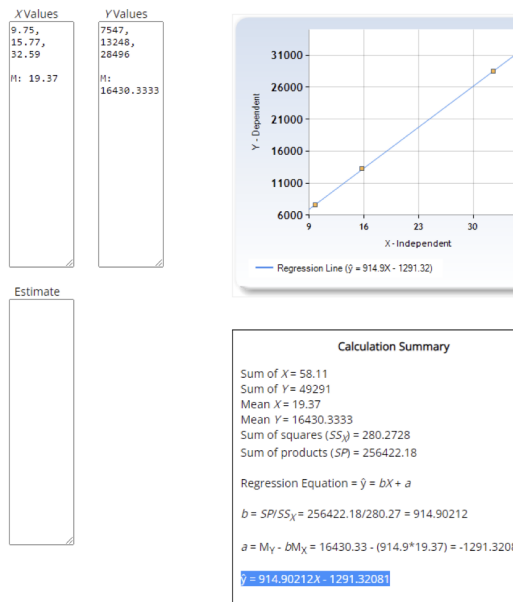 X Values
Y Values
9.75,
15.77,
32.59
M: 19.37
7547,
13248,
28496
M:
16430.3333
Estimate
31000
26000
21000
16000
11000
6000
Y - Dependent
9 16 23 30
X - Independent
Regression Line (ŷ = 914.9X - 1291.32)
Calculation Summary
Sum of X = 58.11
Sum of Y = 49291
Mean X = 19.37
Mean Y = 16430.3333
Sum of squares (SSX) = 280.2728
Sum of products (SP) = 256422.18
Regression Equation = ŷ = bX + a
b = SP/SSX = 256422.18/280.27 = 914.90212
a = MY - bMX = 16430.33 - (914.9*19.37) = -1291.3208
ŷ = 914.90212X - 1291.32081